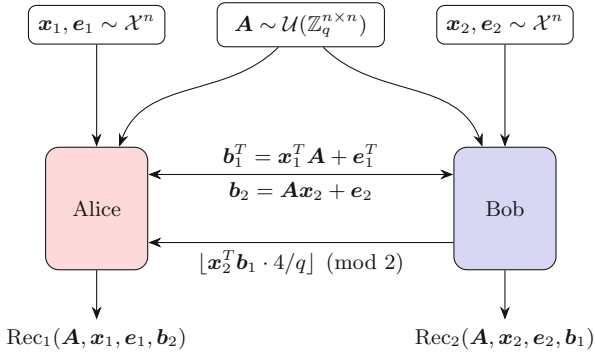 x₁, e₁ ∼ 𝒳ⁿ
A ∼ 𝒰(ℤ_q^{n×n})
x₂, e₂ ∼ 𝒳ⁿ
b₁ᵀ = x₁ᵀA + e₁ᵀ
b₂ = Ax₂ + e₂
Alice
Bob
⌊x₂ᵀb₁ · 4/q⌋ (mod 2)
Rec₁(A, x₁, e₁, b₂)
Rec₂(A, x₂, e₂, b₁)